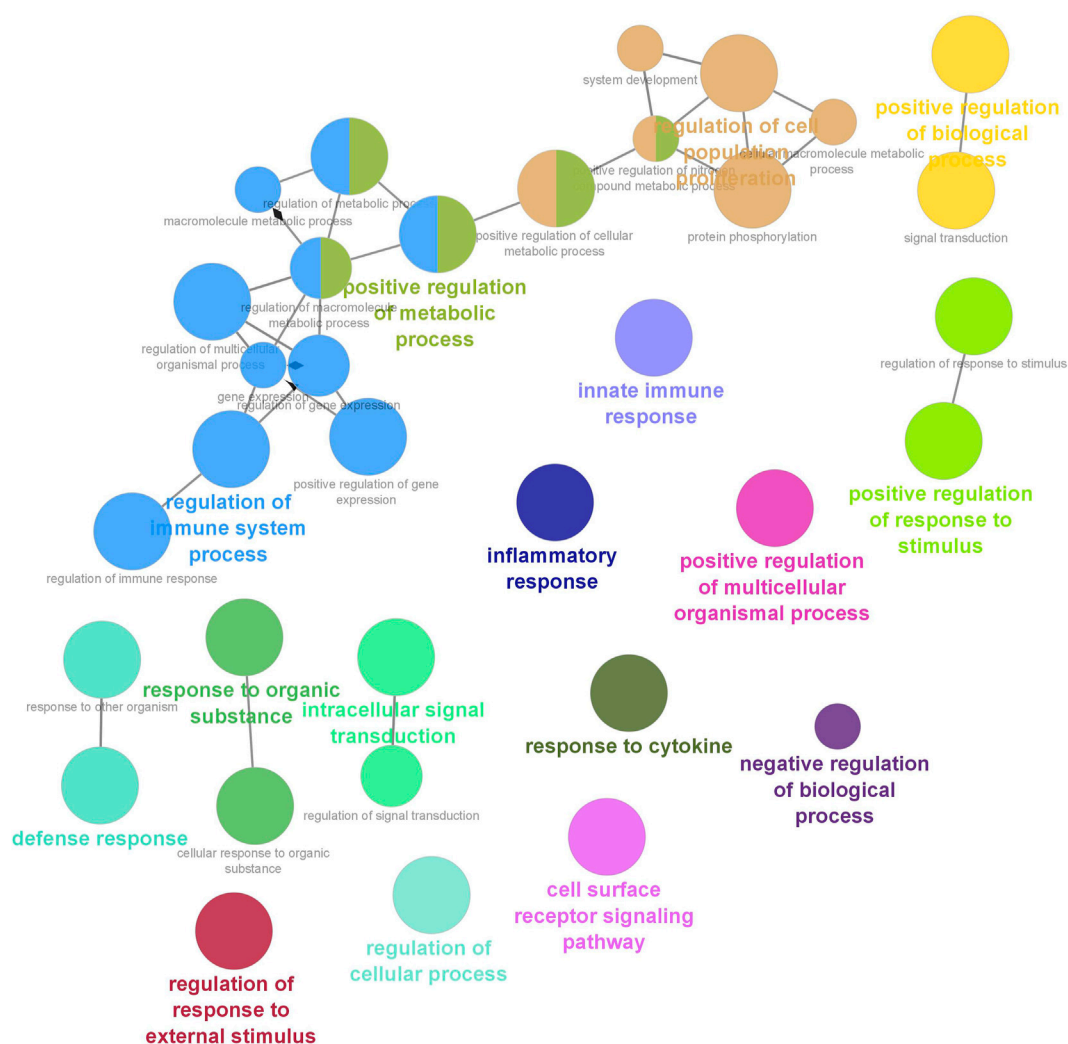 system development
regulation of cell
population
proliferation
positive regulation of nitrogen
compound metabolic process
cellular macromolecule metabolic
process
protein phosphorylation
positive regulation
of biological
process
signal transduction
regulation of metabolic process
macromolecule metabolic process
positive regulation of cellular
metabolic process
positive regulation
of metabolic
process
regulation of macromolecule
metabolic process
regulation of multicellular
organismal process
gene expression
regulation of gene expression
positive regulation of gene
expression
regulation of
immune system
process
regulation of immune response
innate immune
response
regulation of response to stimulus
positive regulation
of response to
stimulus
inflammatory
response
positive regulation
of multicellular
organismal process
response to other organism
defense response
response to organic
substance
cellular response to organic
substance
intracellular signal
transduction
regulation of signal transduction
response to cytokine
negative regulation
of biological
process
cell surface
receptor signaling
pathway
regulation of
cellular process
regulation of
response to
external stimulus